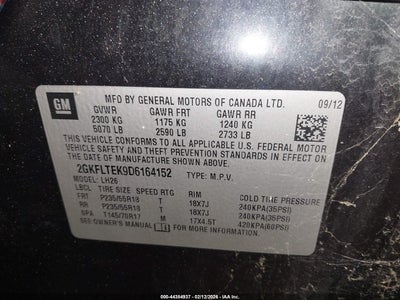 GM
MFD BY GENERAL MOTORS OF CANADA LTD. 09/12
GVWR GAWR FRT GAWR RR
2300 KG 1175 KG 1240 KG
5070 LB 2590 LB 2733 LB
THIS VEHICLE CONFORMS TO ALL APPLICABLE U.S. FEDERAL MOTOR
VEHICLE SAFETY, BUMPER, AND THEFT PREVENTION STANDARDS IN
EFFECT ON THE DATE OF MANUFACTURE SHOWN ABOVE.
2GKFLTEK9D6164152 TYPE: M.P.V.
MODEL: LH26
LBCL TIRE SIZE SPEED RTG RIM COLD TIRE PRESSURE
FRT P235/55R18 T 18X7J 240KPA(35PSI)
RR P235/55R18 T 18X7J 240KPA(35PSI)
SPA T145/70R17 M 17X4.5T 420KPA(60PSI)
SEE OWNER'S MANUAL FOR MORE INFORMATION.
000-44384937 - 02/12/2026 - IAA - Owned